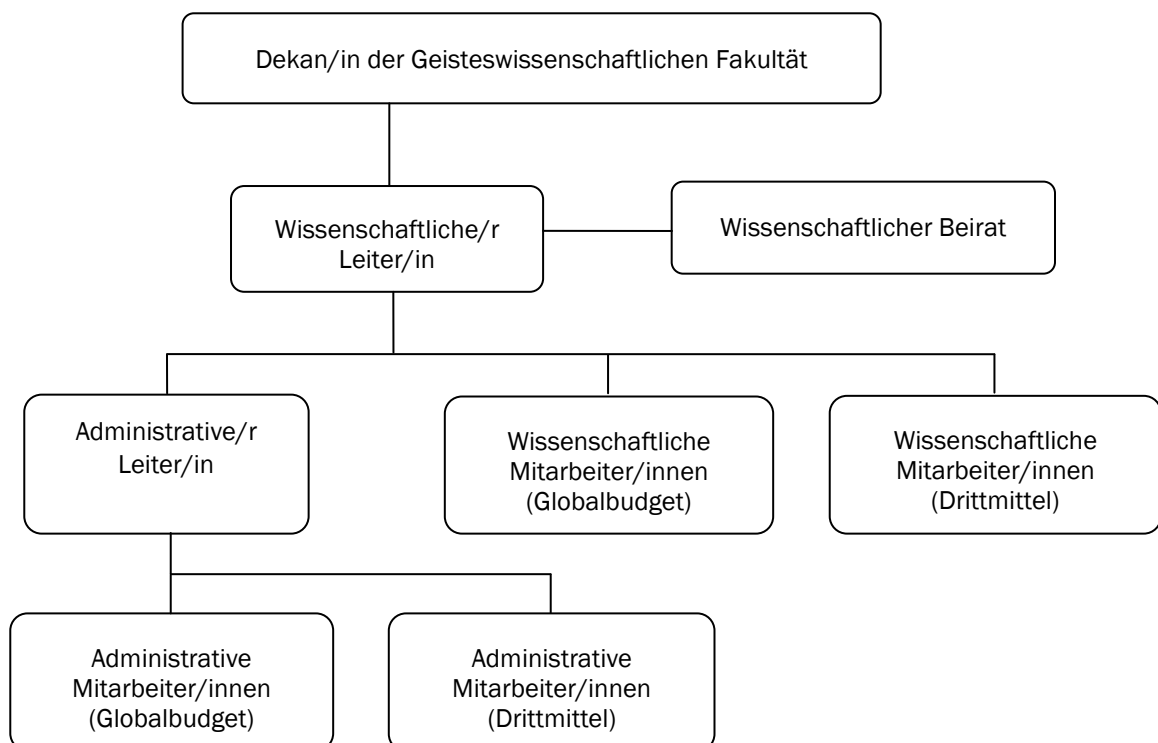 Dekan/in der Geisteswissenschaftlichen Fakultät
Wissenschaftliche/r
Leiter/in
Wissenschaftlicher Beirat
Administrative/r
Leiter/in
Wissenschaftliche
Mitarbeiter/innen
(Globalbudget)
Wissenschaftliche
Mitarbeiter/innen
(Drittmittel)
Administrative
Mitarbeiter/innen
(Globalbudget)
Administrative
Mitarbeiter/innen
(Drittmittel)